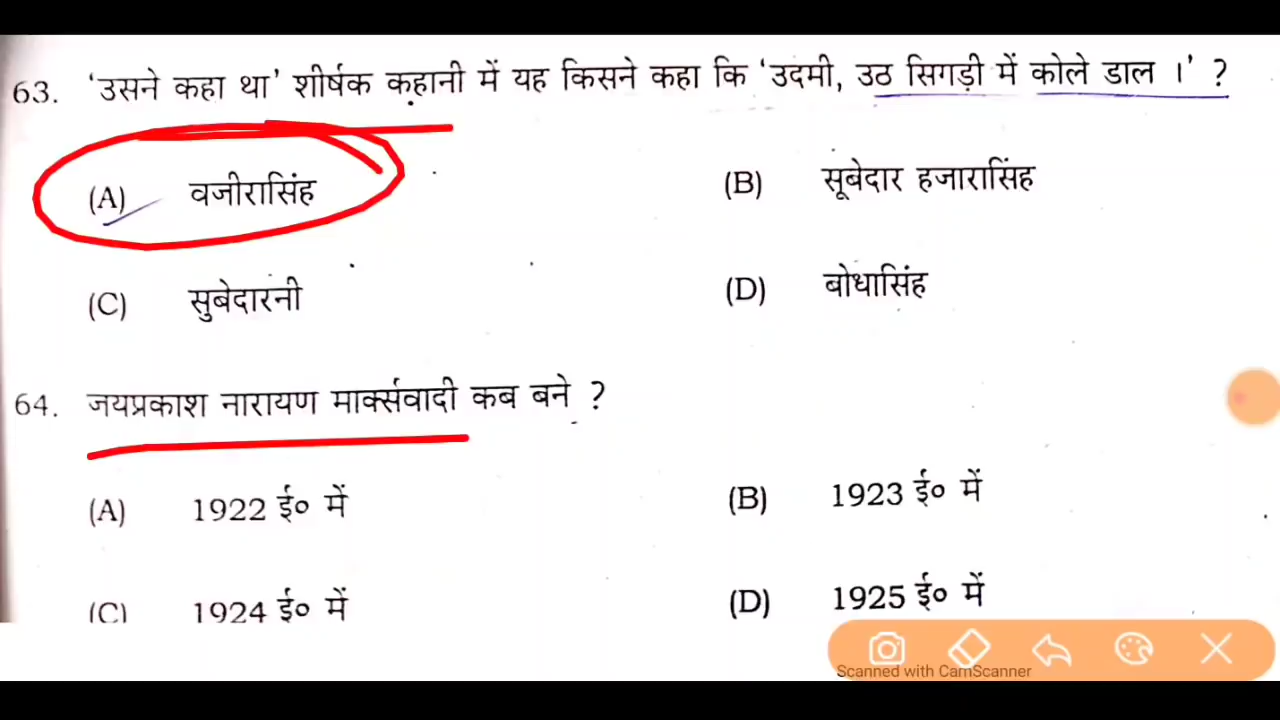 63. 'उसने कहा था' शीर्षक कहानी में यह किसने कहा कि 'उदमी, उठ सिगड़ी में कोले डाल ।' ?
(A) वजीरासिंह (B) सूबेदार हजारासिंह
(C) सुबेदारनी (D) बोधासिंह
64. जयप्रकाश नारायण मार्क्सवादी कब बने ?
(A) 1922 ई० में (B) 1923 ई० में
(C) 1924 ई० में (D) 1925 ई० में
Scanned with CamScanner